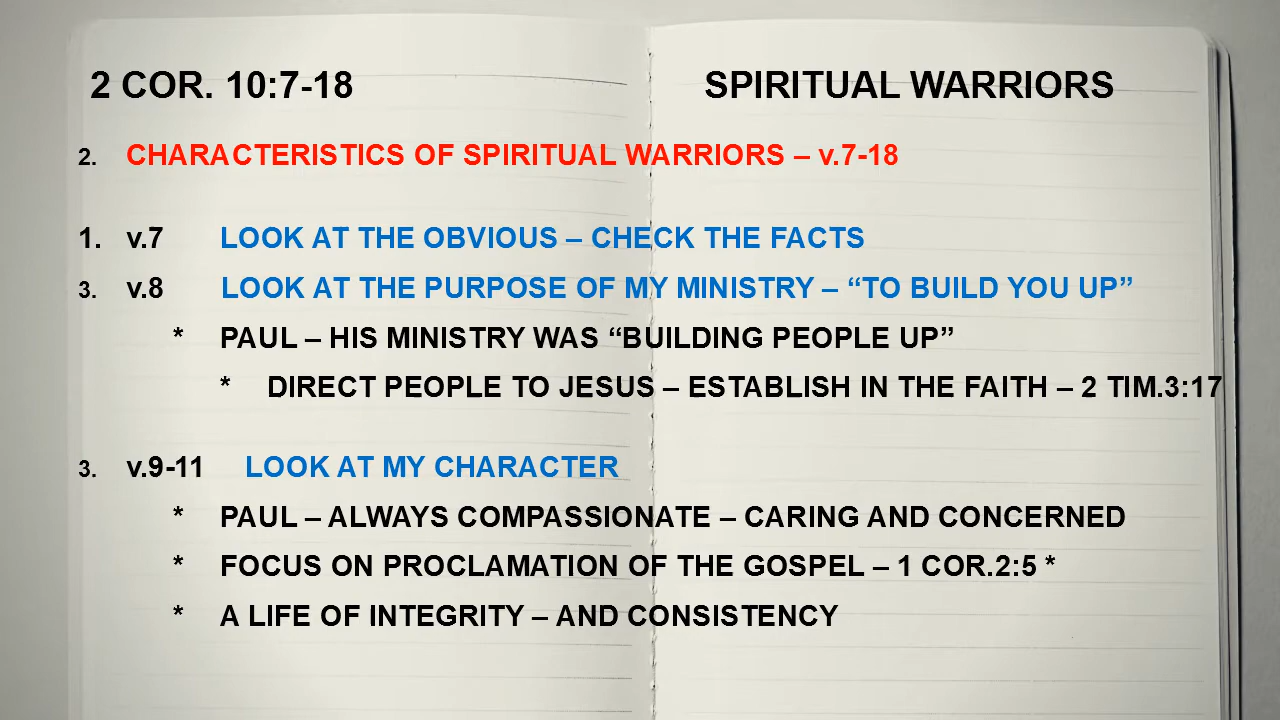 2 COR. 10:7-18 SPIRITUAL WARRIORS
2. CHARACTERISTICS OF SPIRITUAL WARRIORS – v.7-18
1. v.7 LOOK AT THE OBVIOUS – CHECK THE FACTS
3. v.8 LOOK AT THE PURPOSE OF MY MINISTRY – “TO BUILD YOU UP”
* PAUL – HIS MINISTRY WAS “BUILDING PEOPLE UP”
* DIRECT PEOPLE TO JESUS – ESTABLISH IN THE FAITH – 2 TIM.3:17
3. v.9-11 LOOK AT MY CHARACTER
* PAUL – ALWAYS COMPASSIONATE – CARING AND CONCERNED
* FOCUS ON PROCLAMATION OF THE GOSPEL – 1 COR.2:5 *
* A LIFE OF INTEGRITY – AND CONSISTENCY